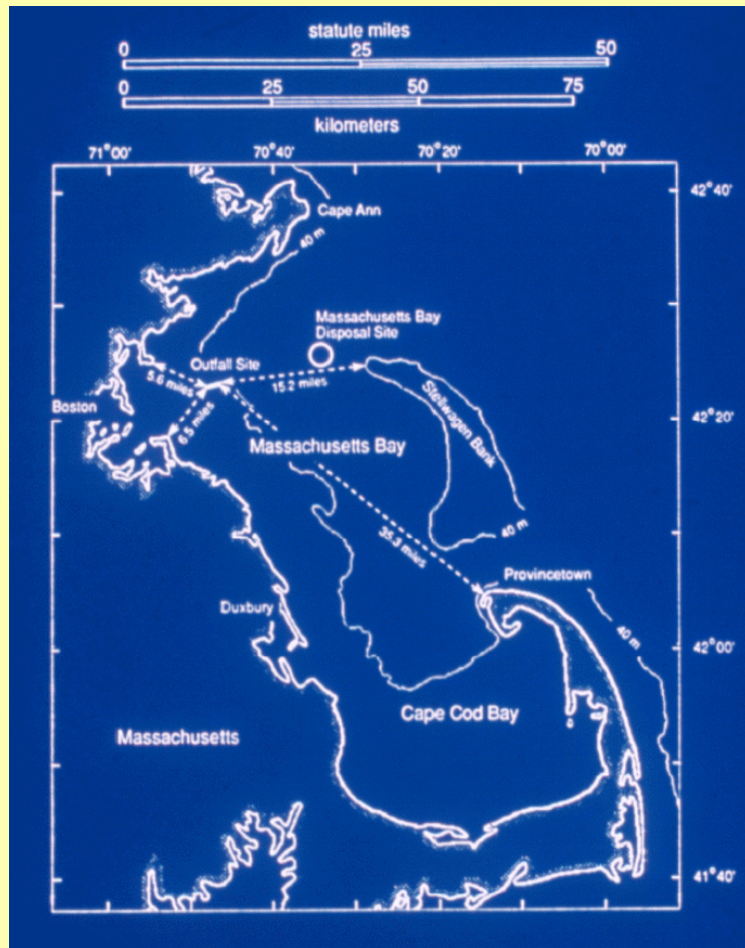 statute miles
0 25 50
0 25 50 75
kilometers
71°00' 70°40' 70°20' 70°00'
42°40'
Cape Ann
40 m
Massachusetts Bay
Disposal Site
Outfall Site
5.6 miles
15.2 miles
Stellwagen Bank
Boston
6.5 miles
42°20'
Massachusetts Bay
40 m
35.3 miles
Provincetown
Duxbury
40 m
42°00'
Cape Cod Bay
Massachusetts
41°40'